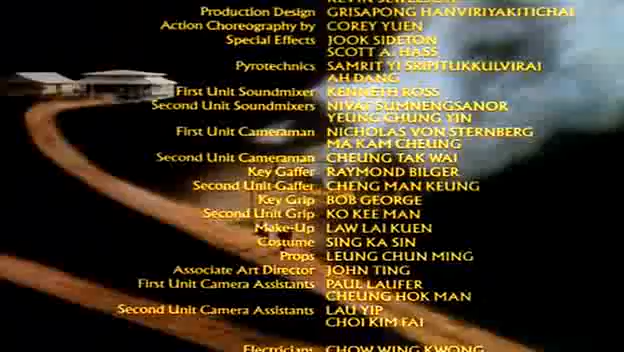 Production Design GRISAPONG HANVIRIYAKITICHAI
Action Choreography by COREY YUEN
Special Effects JOOK SIDETON
SCOTT A. HASS
Pyrotechnics SAMRIT YI SRIPITUKKULVIRAI
AH DANG
First Unit Soundmixer KENNETH ROSS
Second Unit Soundmixers NIVAT SUMNENGSANOR
YEUNG CHUNG YIN
First Unit Cameraman NICHOLAS VON STERNBERG
MA KAM CHEUNG
Second Unit Cameraman CHEUNG TAK WAI
Key Gaffer RAYMOND BILGER
Second Unit Gaffer CHENG MAN KEUNG
Key Grip BOB GEORGE
Second Unit Grip KO KEE MAN
Make-Up LAW LAI KUEN
Costume SING KA SIN
Props LEUNG CHUN MING
Associate Art Director JOHN TING
First Unit Camera Assistants PAUL LAUFER
CHEUNG HOK MAN
Second Unit Camera Assistants LAU YIP
CHOI KIM FAI
Electricians CHOW WING KWONG